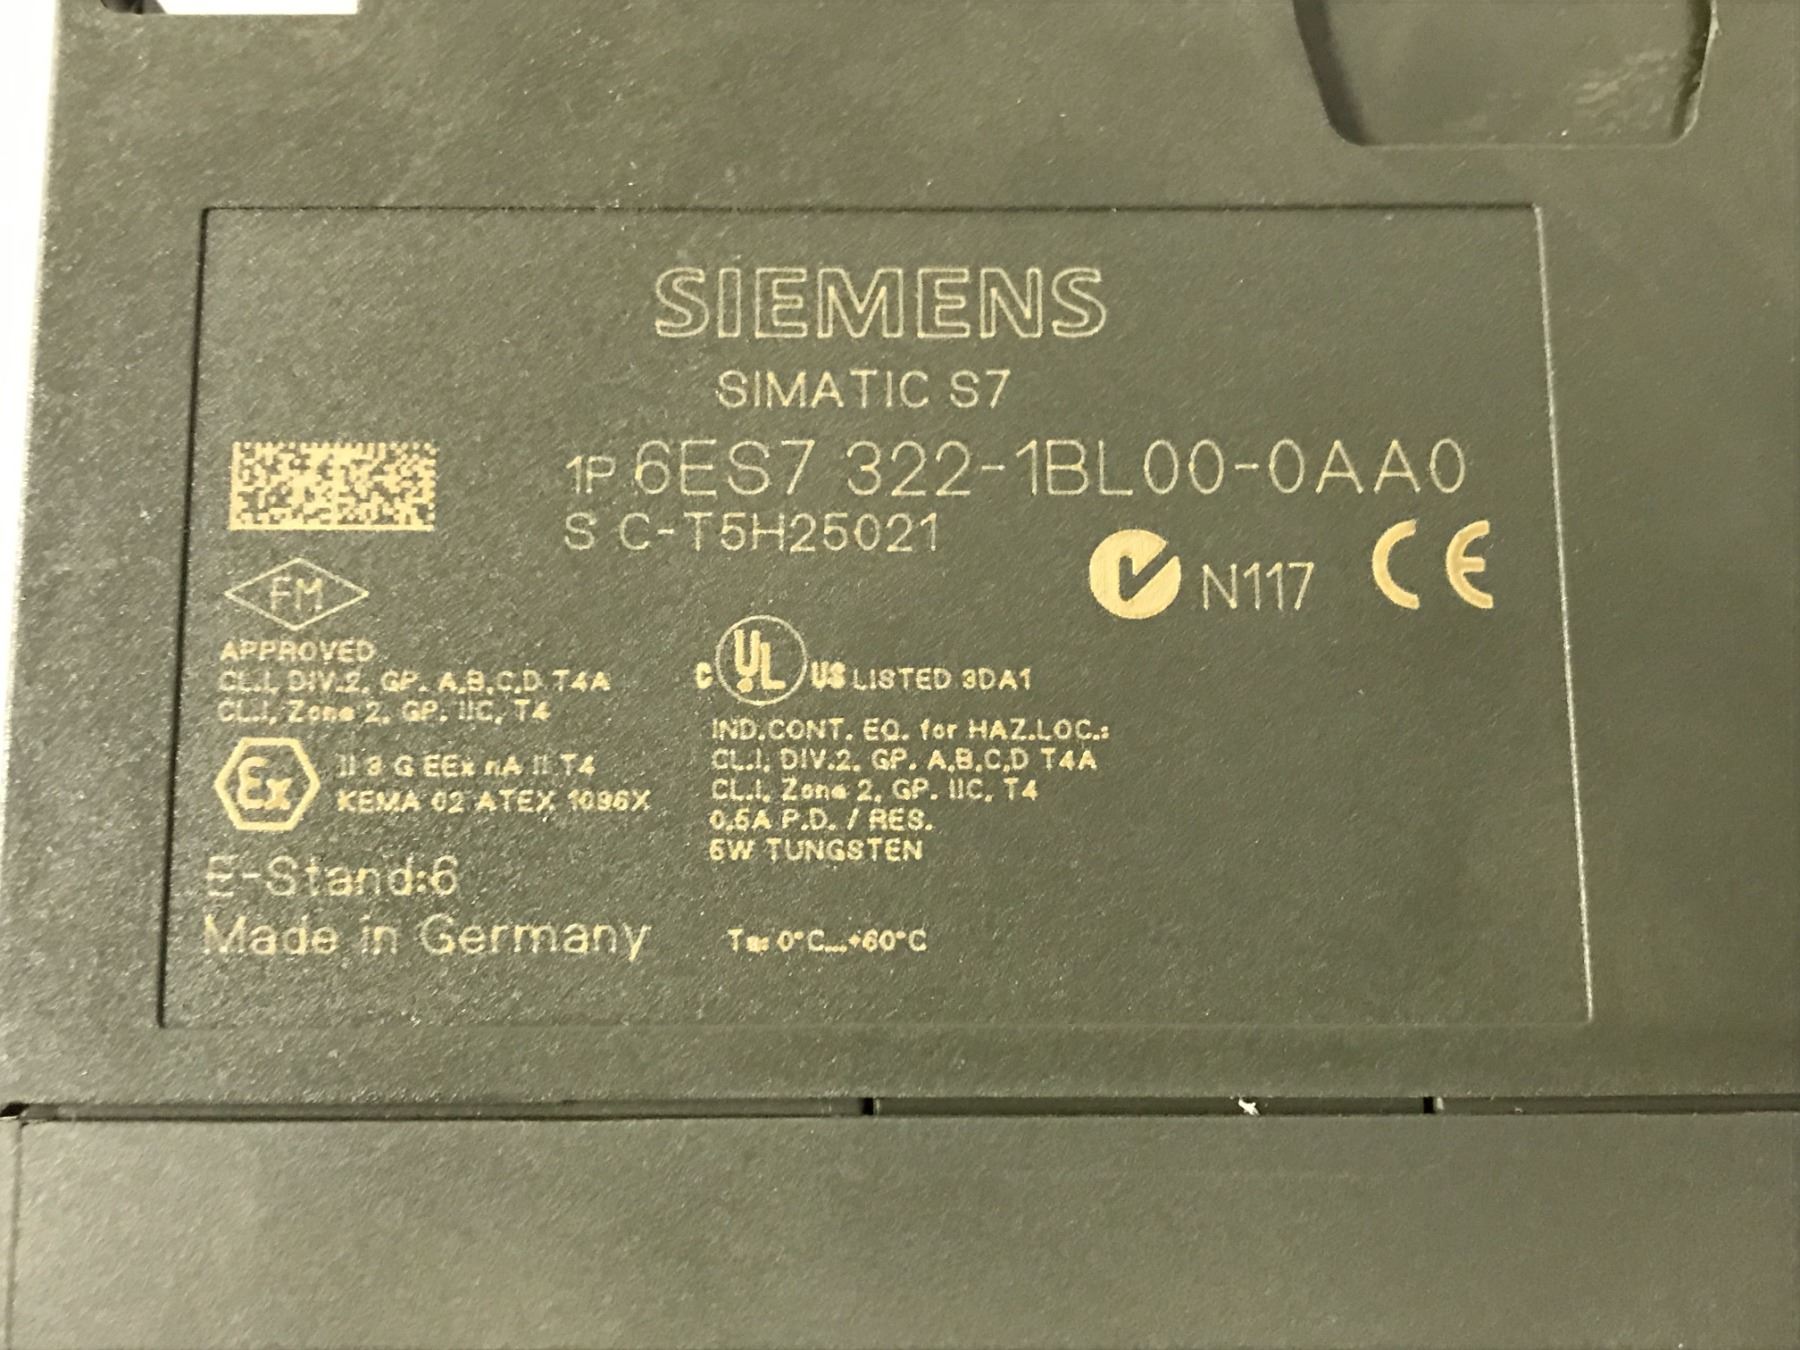 SIEMENS
SIMATIC S7
1P 6ES7 322-1BL00-0AA0
S C-T5H25021
N117 CE
FM
APPROVED
CL.I, DIV.2, GP. A,B,C,D T4A
CL.I, Zone 2, GP. IIC, T4
Ex II 3 G EEx nA II T4
KEMA 02 ATEX 1096X
E-Stand:6
Made in Germany
C UL US LISTED 3DA1
IND.CONT. EQ. for HAZ.LOC.:
CL.I, DIV.2, GP. A,B,C,D T4A
CL.I, Zone 2, GP. IIC, T4
0,5A P.D. / RES.
5W TUNGSTEN
Ta: 0°C...+60°C